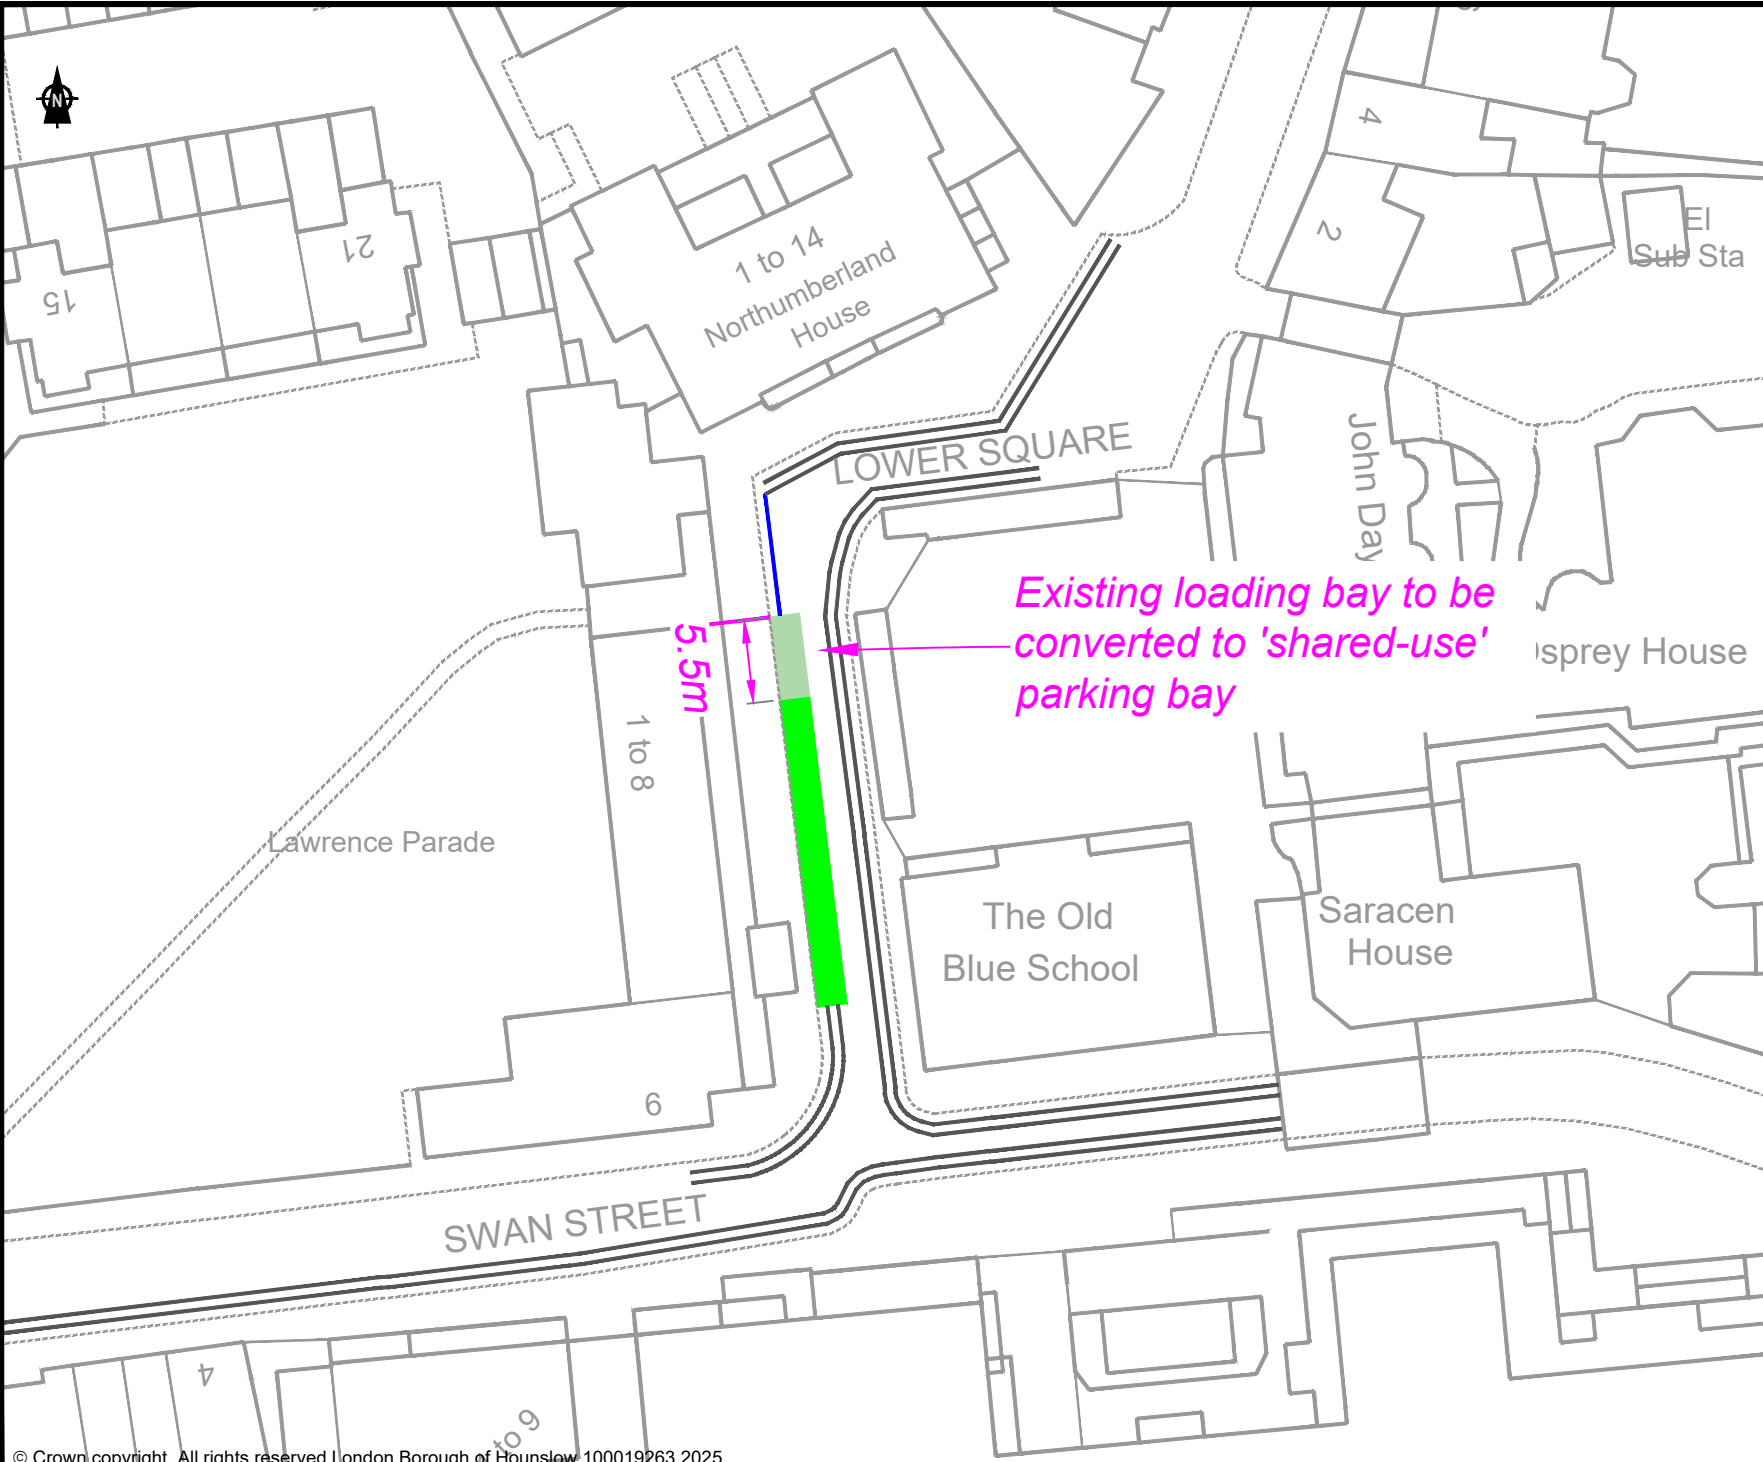 N
4
2
El
Sub Sta
21
15
1 to 14
Northumberland
House
LOWER SQUARE
John Day
Existing loading bay to be
converted to 'shared-use'
parking bay
5.5m
sprey House
1 to 8
Lawrence Parade
The Old
Blue School
Saracen
House
6
SWAN STREET
4
to 9
© Crown copyright. All rights reserved London Borough of Hounslow 100019263 2025